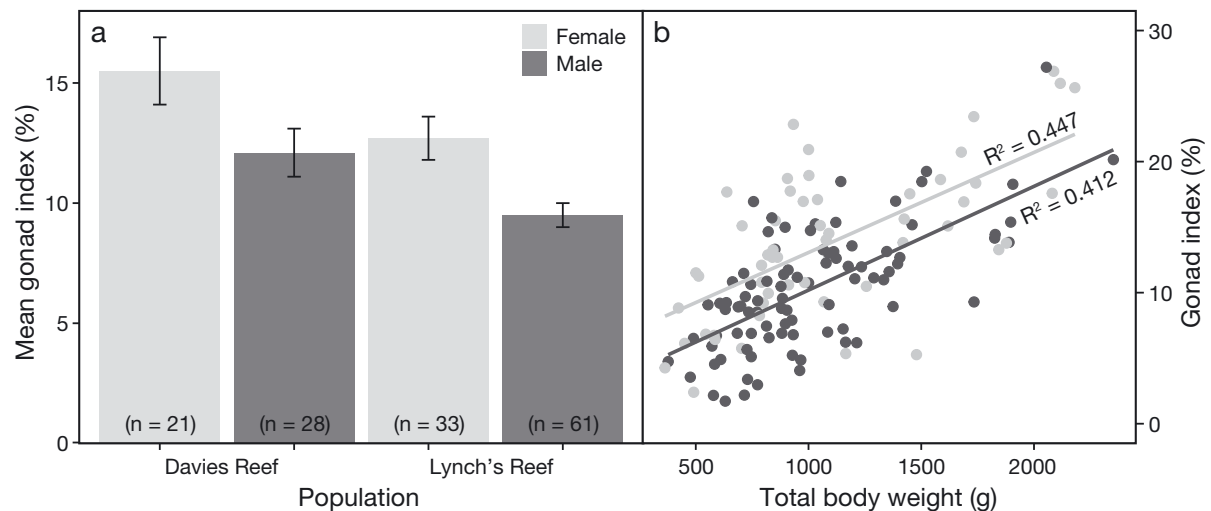 a
Female
Male
Mean gonad index (%)
15
10
5
0
(n = 21)
(n = 28)
(n = 33)
(n = 61)
Davies Reef
Lynch's Reef
Population
b
R² = 0.447
R² = 0.412
30
20
10
0
Gonad index (%)
500
1000
1500
2000
Total body weight (g)